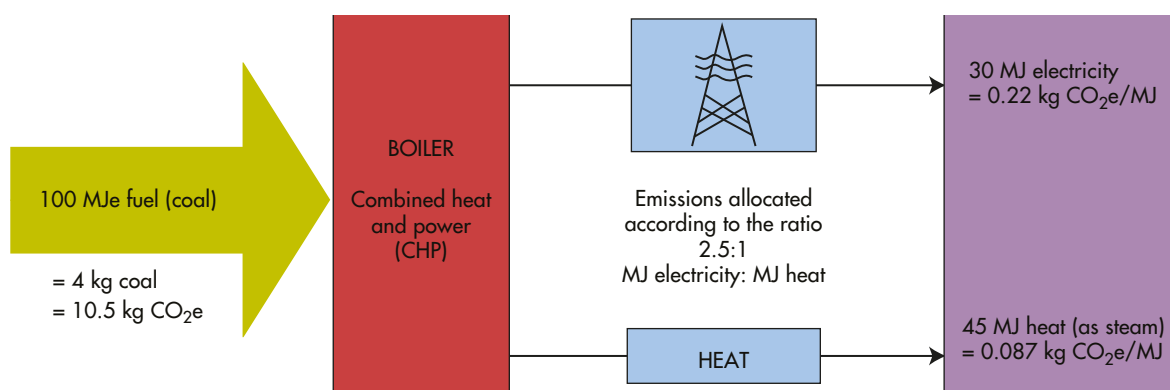 100 MJe fuel (coal)
= 4 kg coal
= 10.5 kg CO₂e
BOILER
Combined heat
and power
(CHP)
Emissions allocated
according to the ratio
2.5:1
MJ electricity: MJ heat
HEAT
30 MJ electricity
= 0.22 kg CO₂e/MJ
45 MJ heat (as steam)
= 0.087 kg CO₂e/MJ